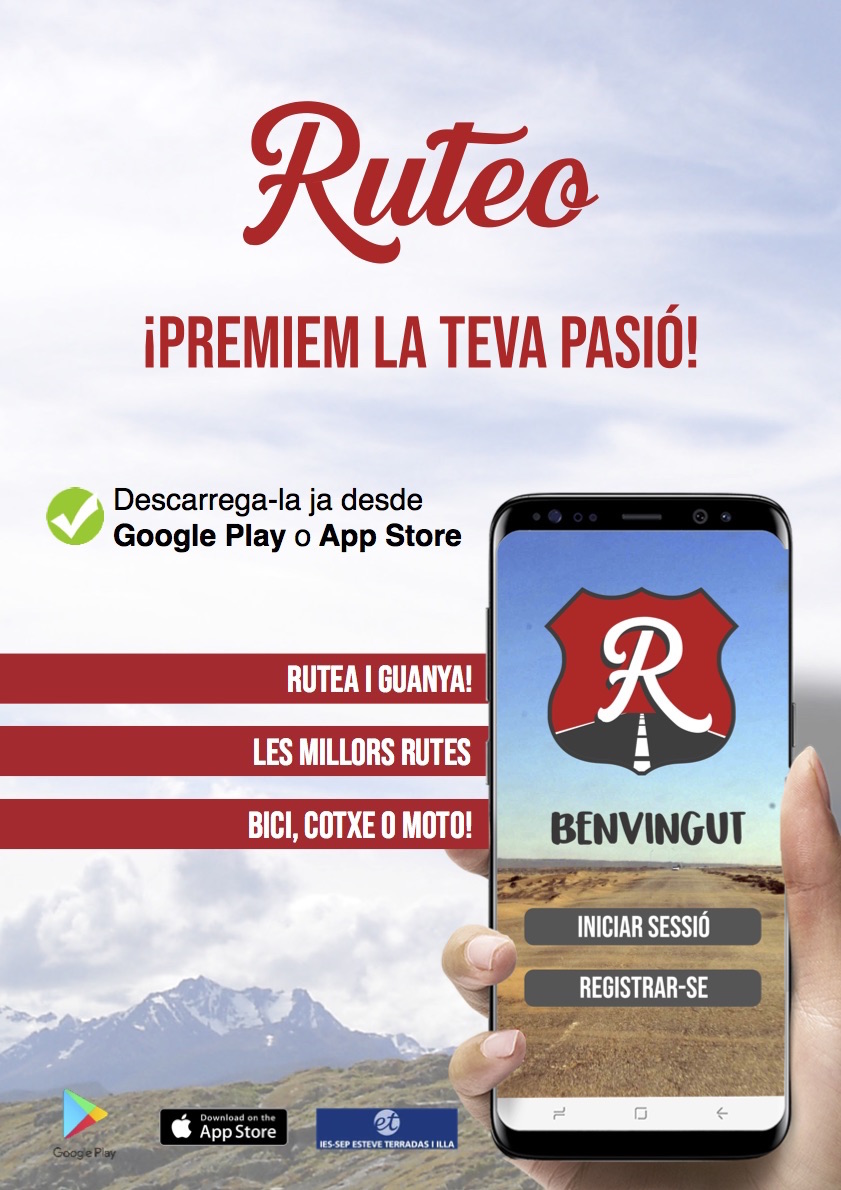 Ruteo
¡PREMIEM LA TEVA PASIÓ!
Descarrega-la ja desde
Google Play o App Store
RUTEA I GUANYA!
LES MILLORS RUTES
BICI, COTXE O MOTO!
R
BENVINGUT
INICIAR SESSIÓ
REGISTRAR-SE
Google Play
Download on the
App Store
et
IES-SEP ESTEVE TERRADAS I ILLA